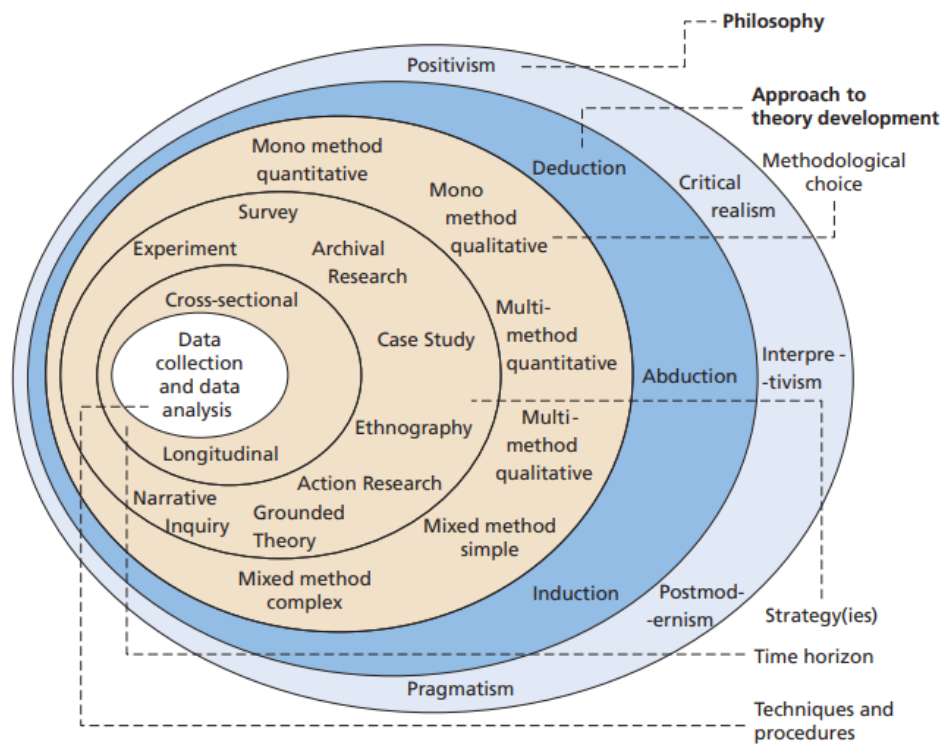 Philosophy
Positivism
Approach to
theory development
Mono method
quantitative
Deduction
Methodological
choice
Critical
realism
Mono
method
qualitative
Survey
Experiment
Archival
Research
Cross-sectional
Multi-
method
quantitative
Data
collection
and data
analysis
Case Study
Interpre-
-tivism
Abduction
Ethnography
Multi-
method
qualitative
Longitudinal
Action Research
Narrative
Inquiry
Grounded
Theory
Mixed method
simple
Mixed method
complex
Induction
Postmod-
-ernism
Strategy(ies)
Time horizon
Pragmatism
Techniques and
procedures